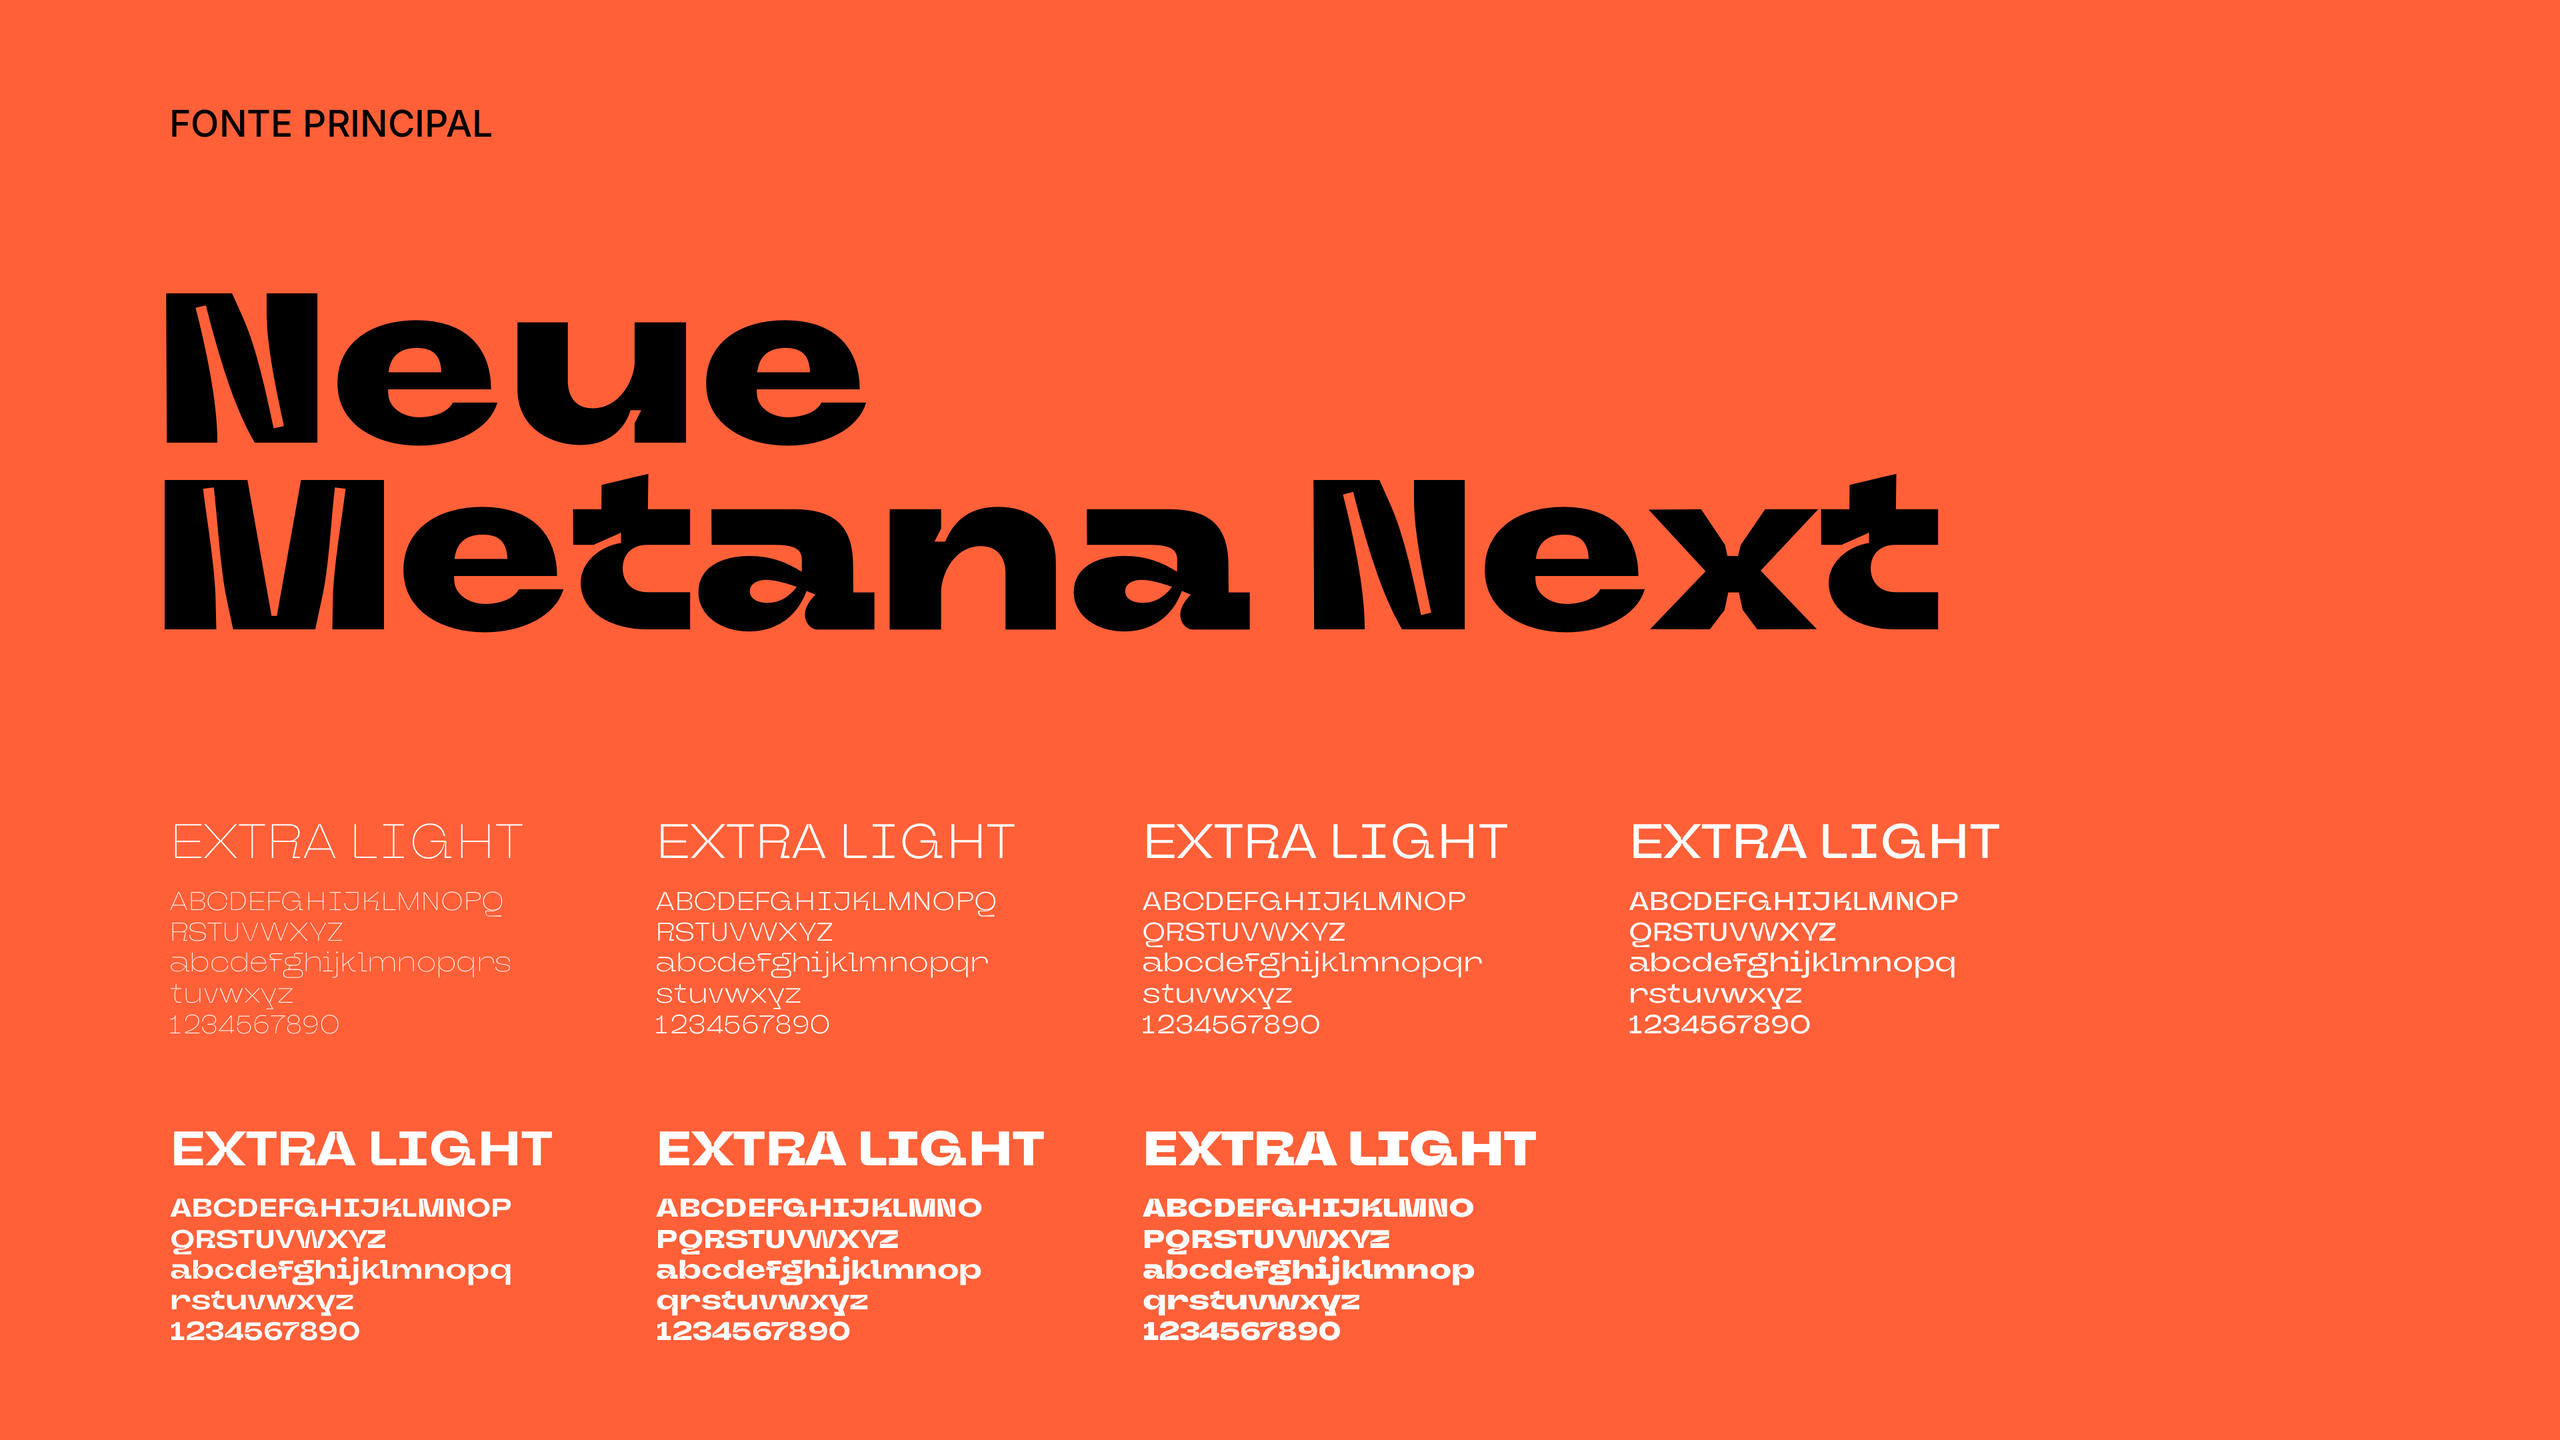 FONTE PRINCIPAL
Neue
Metana Next
EXTRA LIGHT
ABCDEFGHIJKLMNOPQ
RSTUVWXYZ
abcdefghijklmnopqrs
tuvwxyz
1234567890
EXTRA LIGHT
ABCDEFGHIJKLMNOPQ
RSTUVWXYZ
abcdefghijklmnopqr
stuvwxyz
1234567890
EXTRA LIGHT
ABCDEFGHIJKLMNOP
QRSTUVWXYZ
abcdefghijklmnopqr
stuvwxyz
1234567890
EXTRA LIGHT
ABCDEFGHIJKLMNOP
QRSTUVWXYZ
abcdefghijklmnopq
rstuvwxyz
1234567890
EXTRA LIGHT
ABCDEFGHIJKLMNOP
QRSTUVWXYZ
abcdefghijklmnopq
rstuvwxyz
1234567890
EXTRA LIGHT
ABCDEFGHIJKLMNO
PQRSTUVWXYZ
abcdefghijklmnop
qrstuvwxyz
1234567890
EXTRA LIGHT
ABCDEFGHIJKLMNO
PQRSTUVWXYZ
abcdefghijklmnop
qrstuvwxyz
1234567890